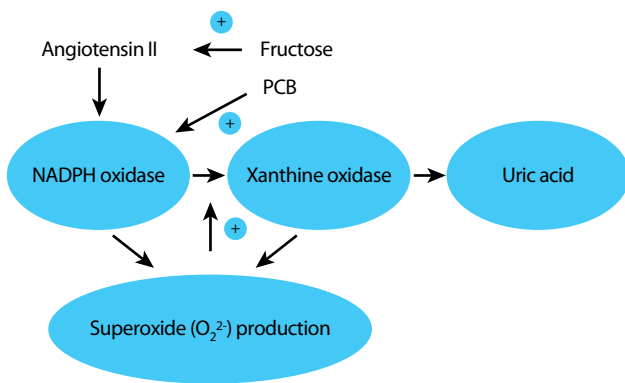 +
Angiotensin II
Fructose
PCB
+
NADPH oxidase
Xanthine oxidase
Uric acid
+
Superoxide (O₂²⁻) production